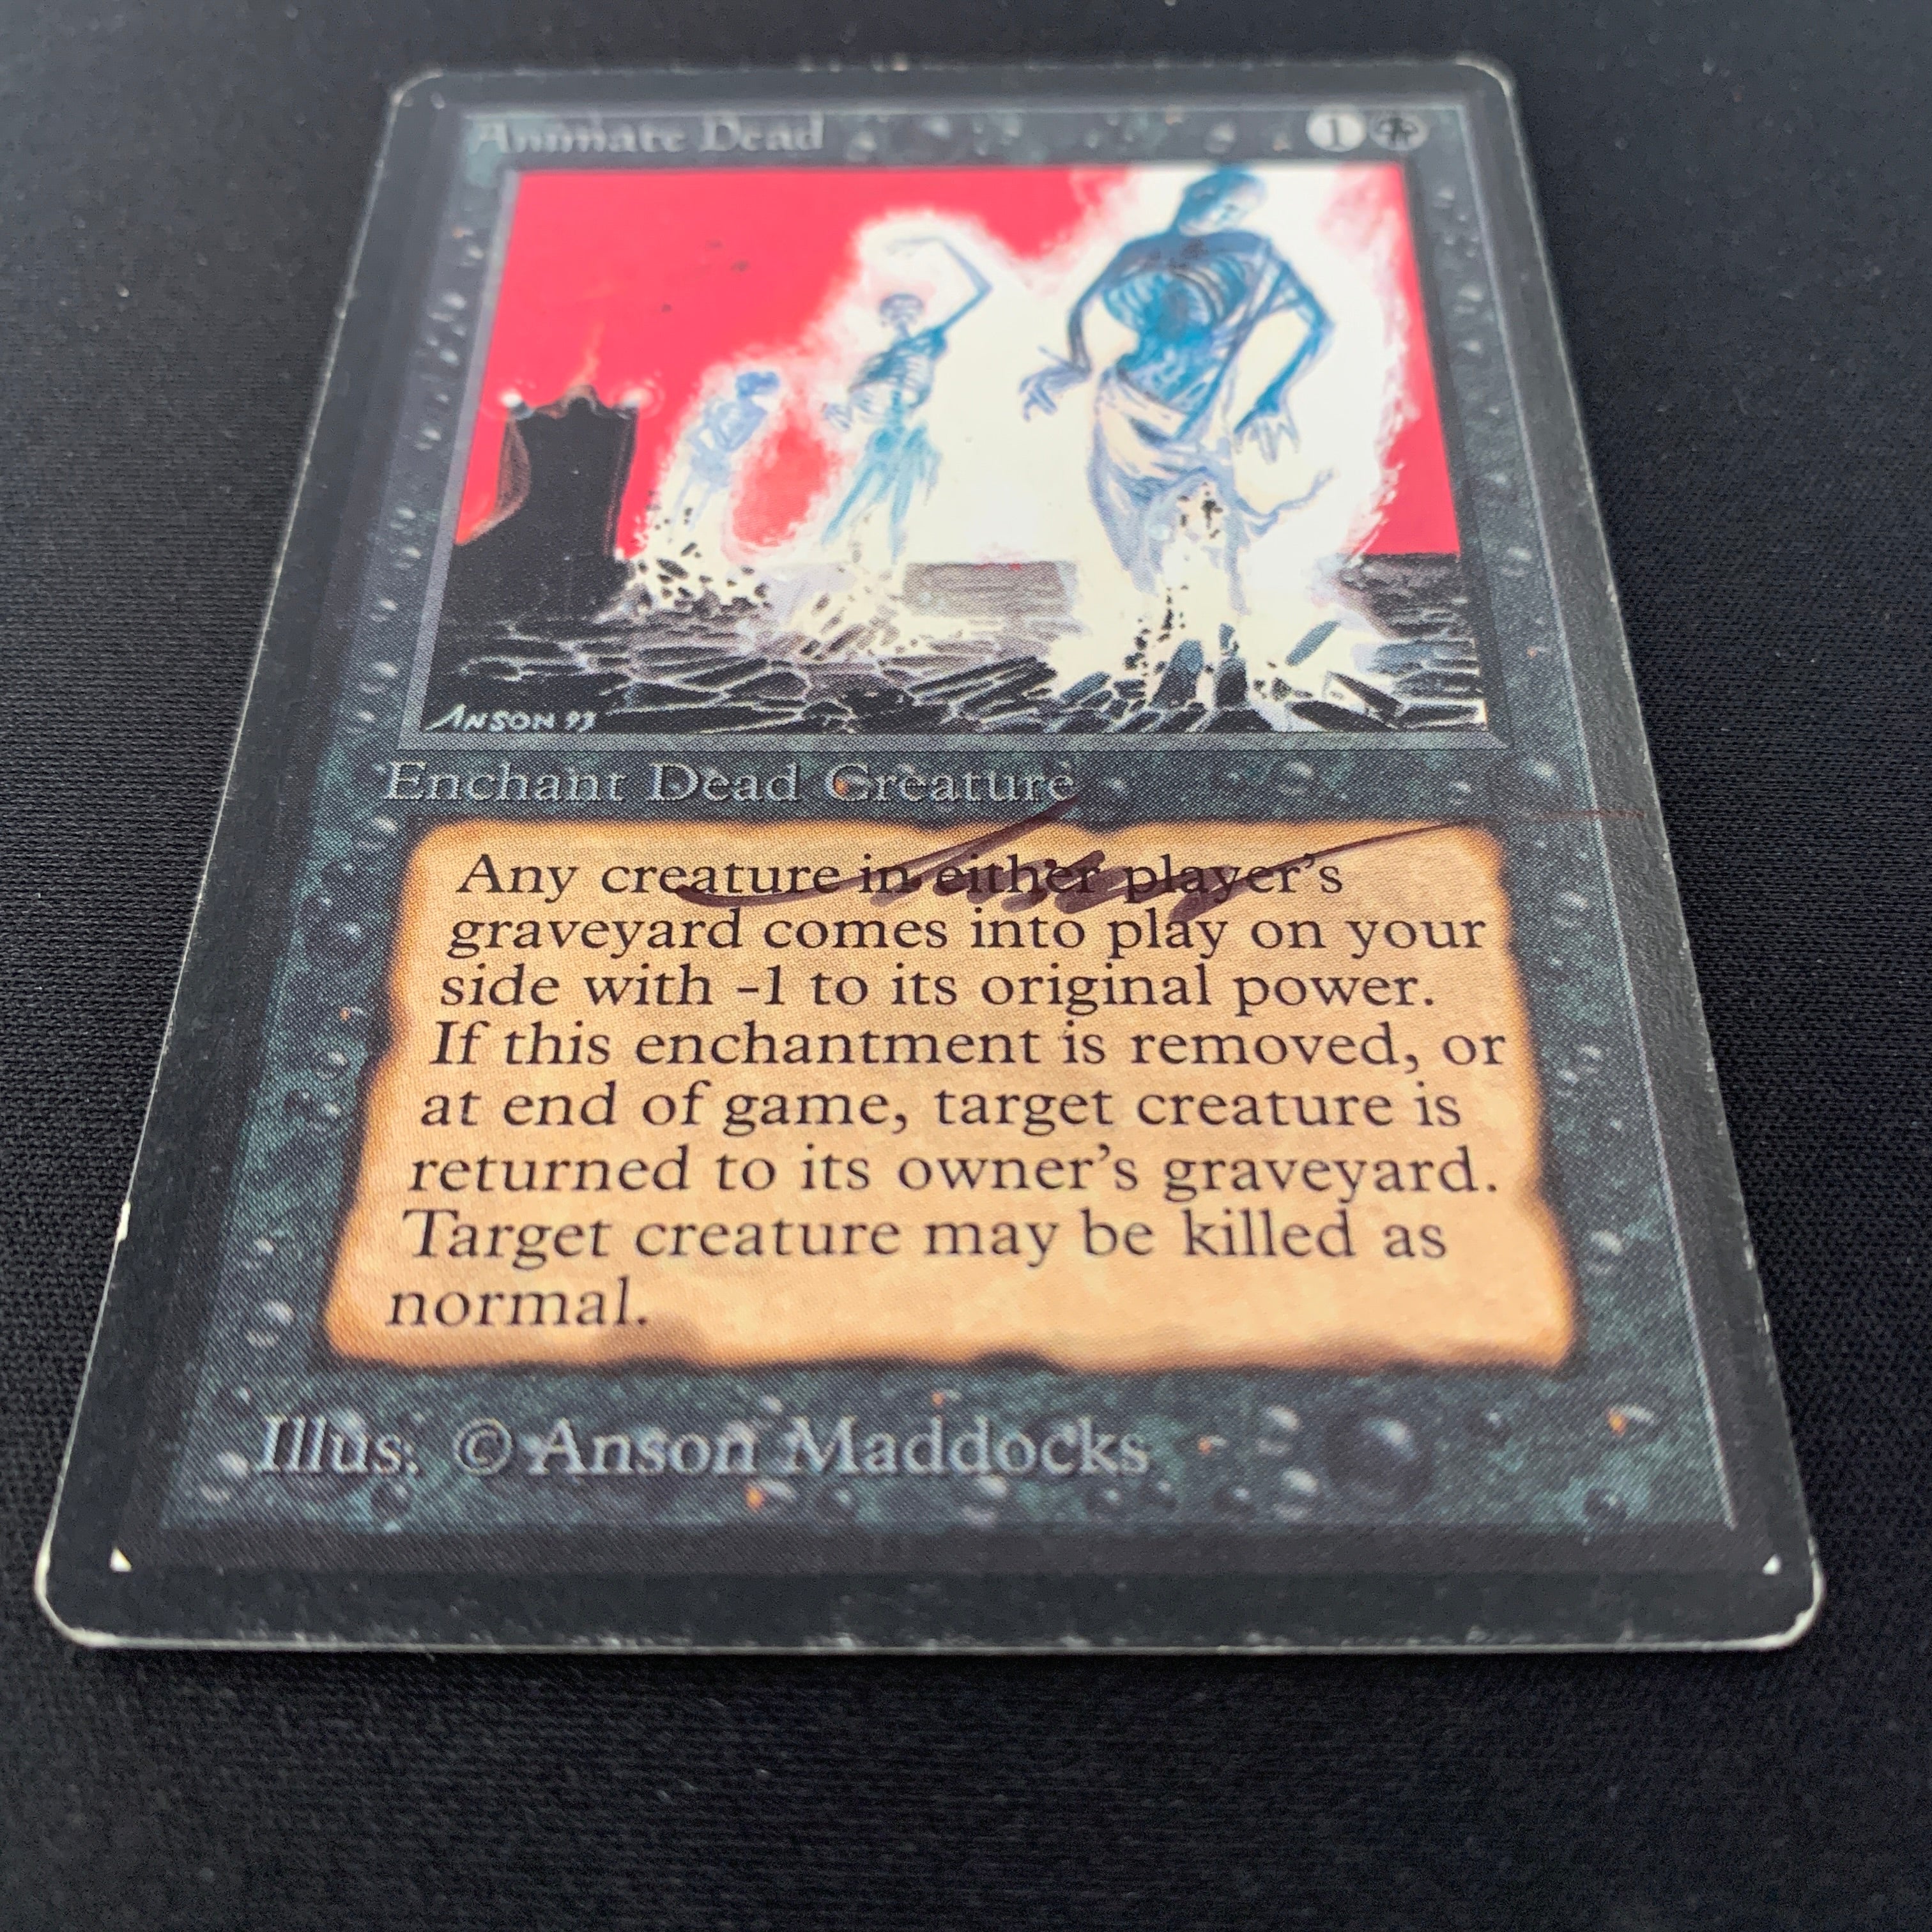 Animate Dead 1
ANSON 93
Enchant Dead Creature
Any creature in either player's
graveyard comes into play on your
side with -1 to its original power.
If this enchantment is removed, or
at end of game, target creature is
returned to its owner's graveyard.
Target creature may be killed as
normal.
Illus: © Anson Maddocks